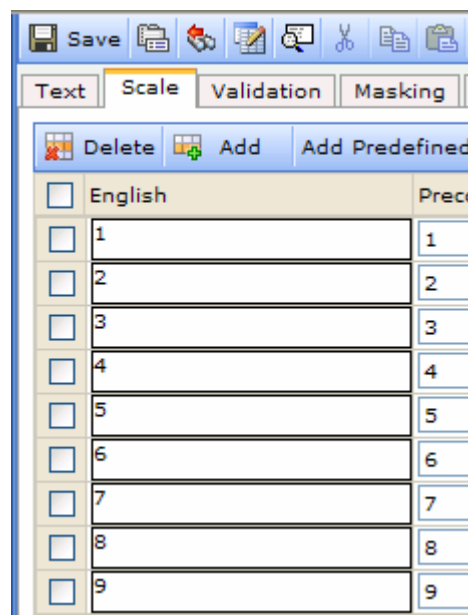 Save
Text Scale Validation Masking
Delete Add Add Predefined
English Preco
1 1
2 2
3 3
4 4
5 5
6 6
7 7
8 8
9 9